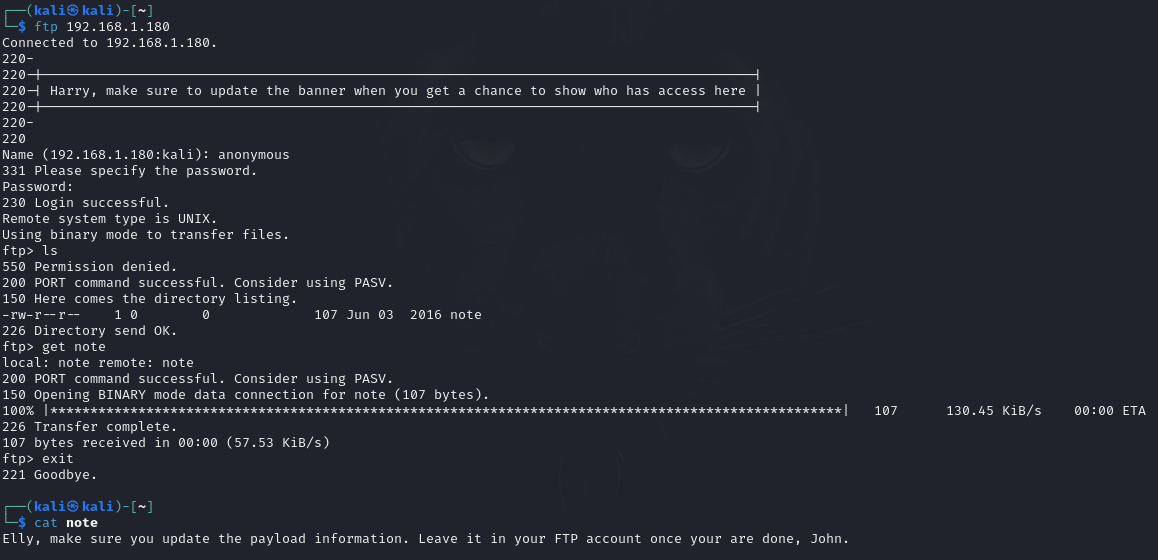 ┌──(kali㉿kali)-[~]
└─$ ftp 192.168.1.180
Connected to 192.168.1.180.
220-
220-|-----------------------------------------------------------------------------------------|
220-| Harry, make sure to update the banner when you get a chance to show who has access here |
220-|-----------------------------------------------------------------------------------------|
220-
220
Name (192.168.1.180:kali): anonymous
331 Please specify the password.
Password:
230 Login successful.
Remote system type is UNIX.
Using binary mode to transfer files.
ftp> ls
550 Permission denied.
200 PORT command successful. Consider using PASV.
150 Here comes the directory listing.
-rw-r--r--    1 0        0             107 Jun 03  2016 note
226 Directory send OK.
ftp> get note
local: note remote: note
200 PORT command successful. Consider using PASV.
150 Opening BINARY mode data connection for note (107 bytes).
100% |***************************************************************************************************|   107      130.45 KiB/s    00:00 ETA
226 Transfer complete.
107 bytes received in 00:00 (57.53 KiB/s)
ftp> exit
221 Goodbye.
┌──(kali㉿kali)-[~]
└─$ cat note
Elly, make sure you update the payload information. Leave it in your FTP account once your are done, John.